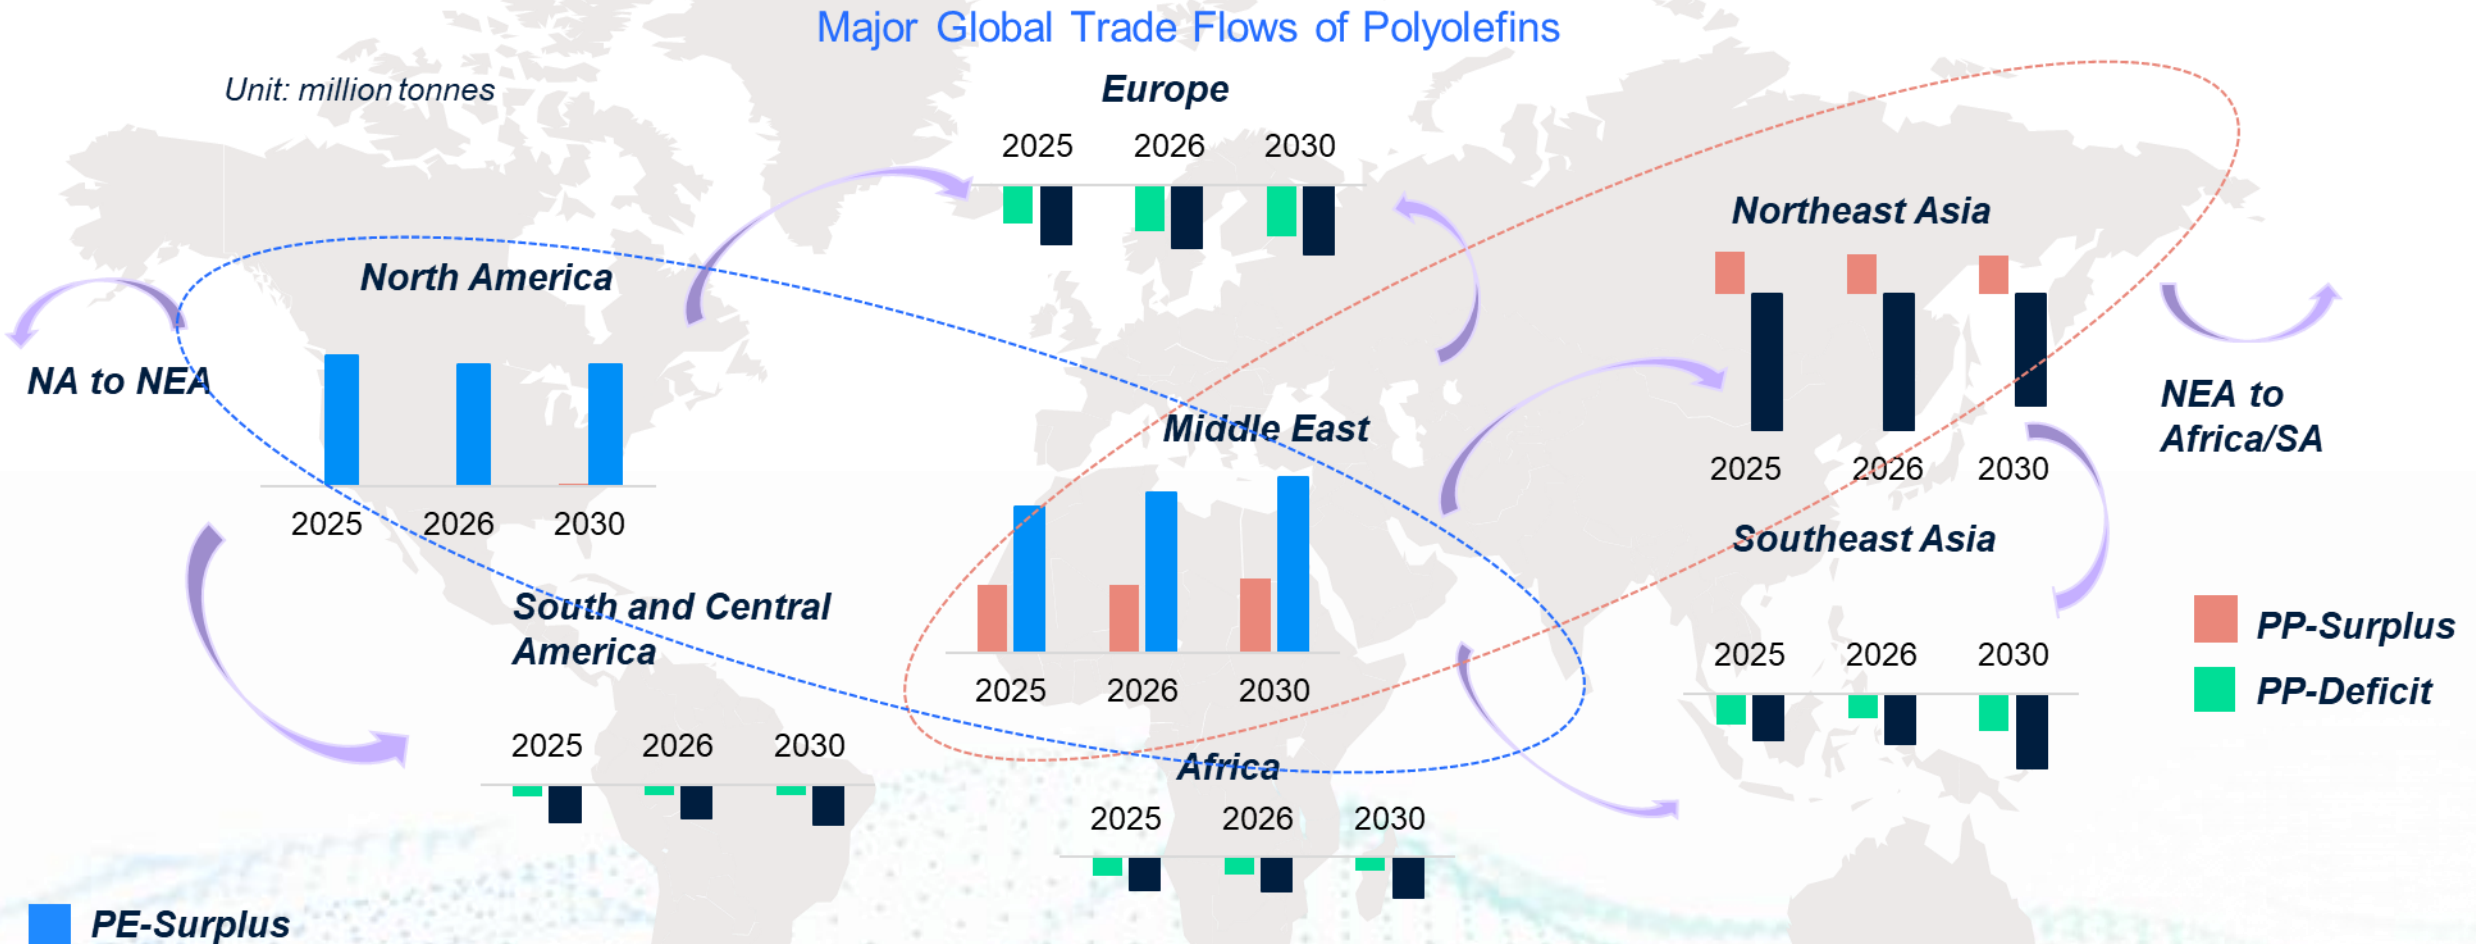 Major Global Trade Flows of Polyolefins
Unit: million tonnes
Europe
2025 2026 2030
Northeast Asia
2025 2026 2030
North America
2025 2026 2030
NA to NEA
Middle East
2025 2026 2030
NEA to
Africa/SA
Southeast Asia
2025 2026 2030
South and Central
America
2025 2026 2030
Africa
2025 2026 2030
PP-Surplus
PP-Deficit
PE-Surplus